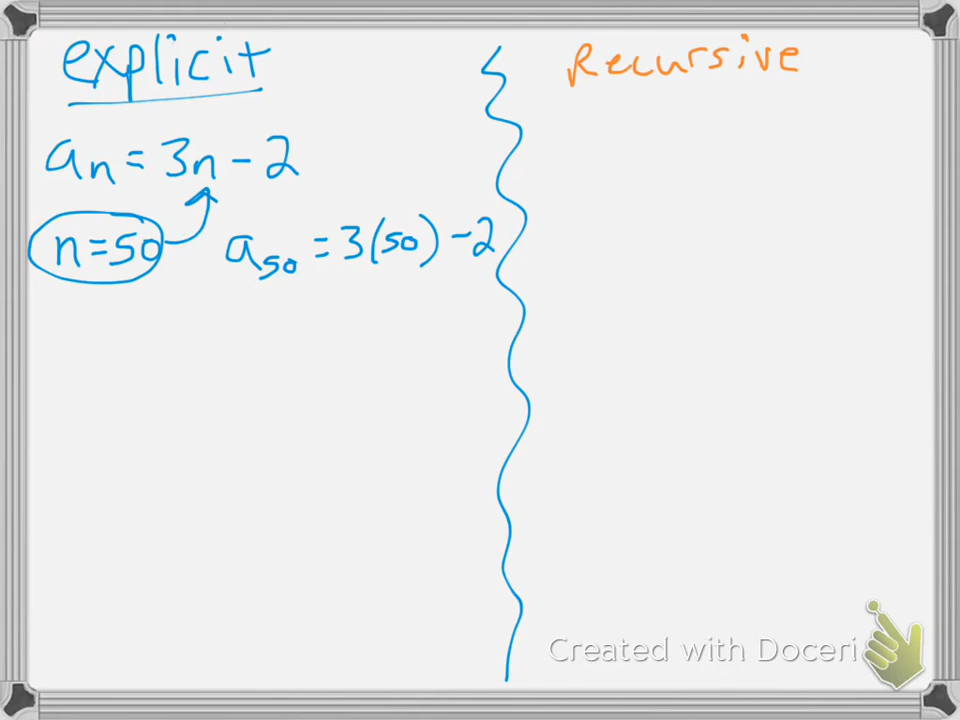 explicit
aₙ = 3n - 2
n = 50
a₅₀ = 3(50) - 2
Recursive
Created with Doceri